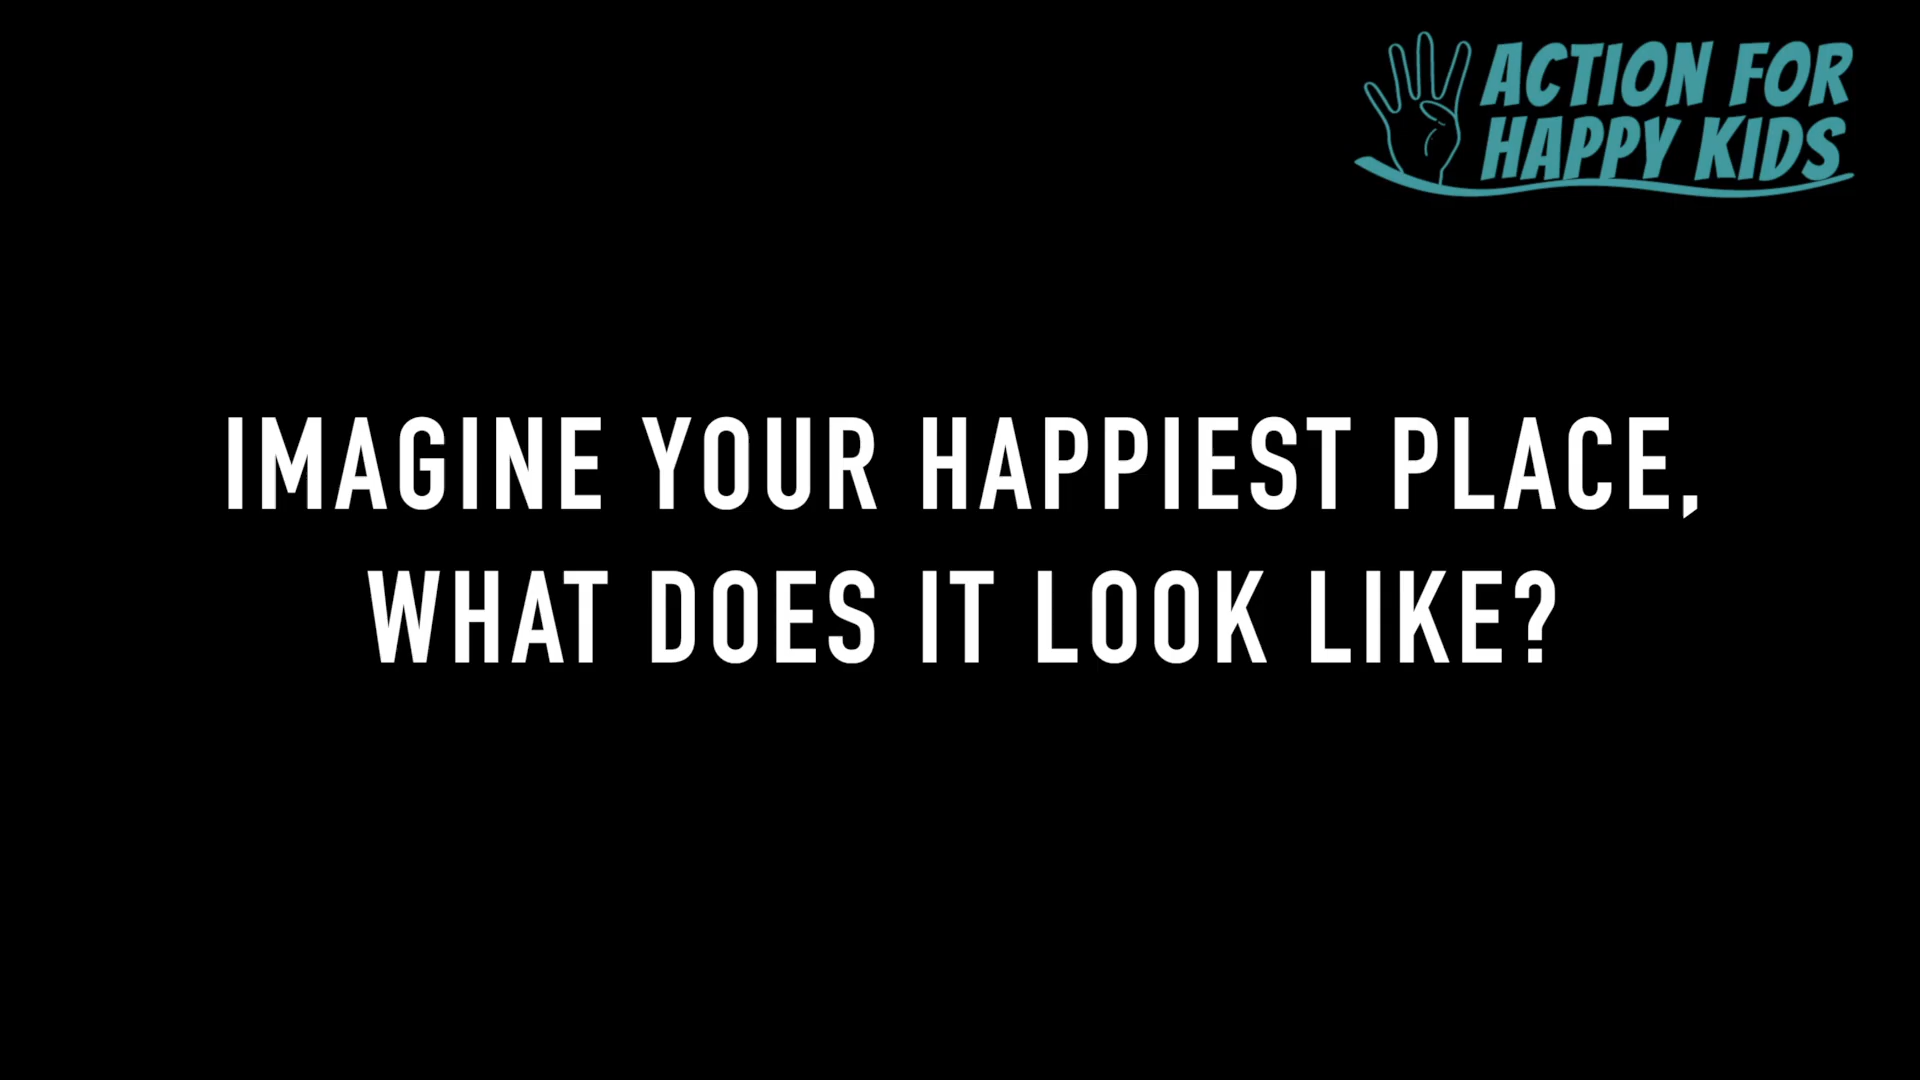 ACTION FOR
HAPPY KIDS
IMAGINE YOUR HAPPIEST PLACE,
WHAT DOES IT LOOK LIKE?